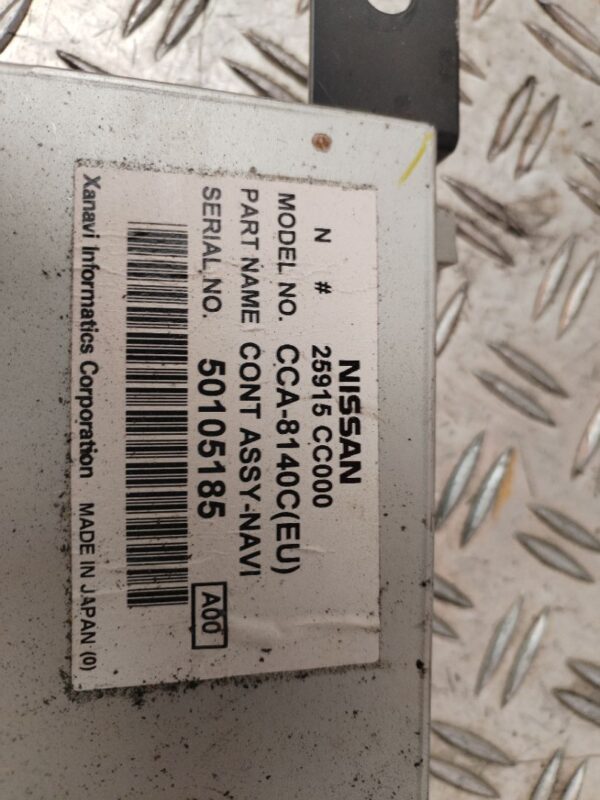 NISSAN
N # 25915 CC000
MODEL NO. CCA-8140C(EU)
PART NAME CONT ASSY-NAVI
SERIAL NO. 50105185 A00
Xanavi Informatics Corporation MADE IN JAPAN (0)